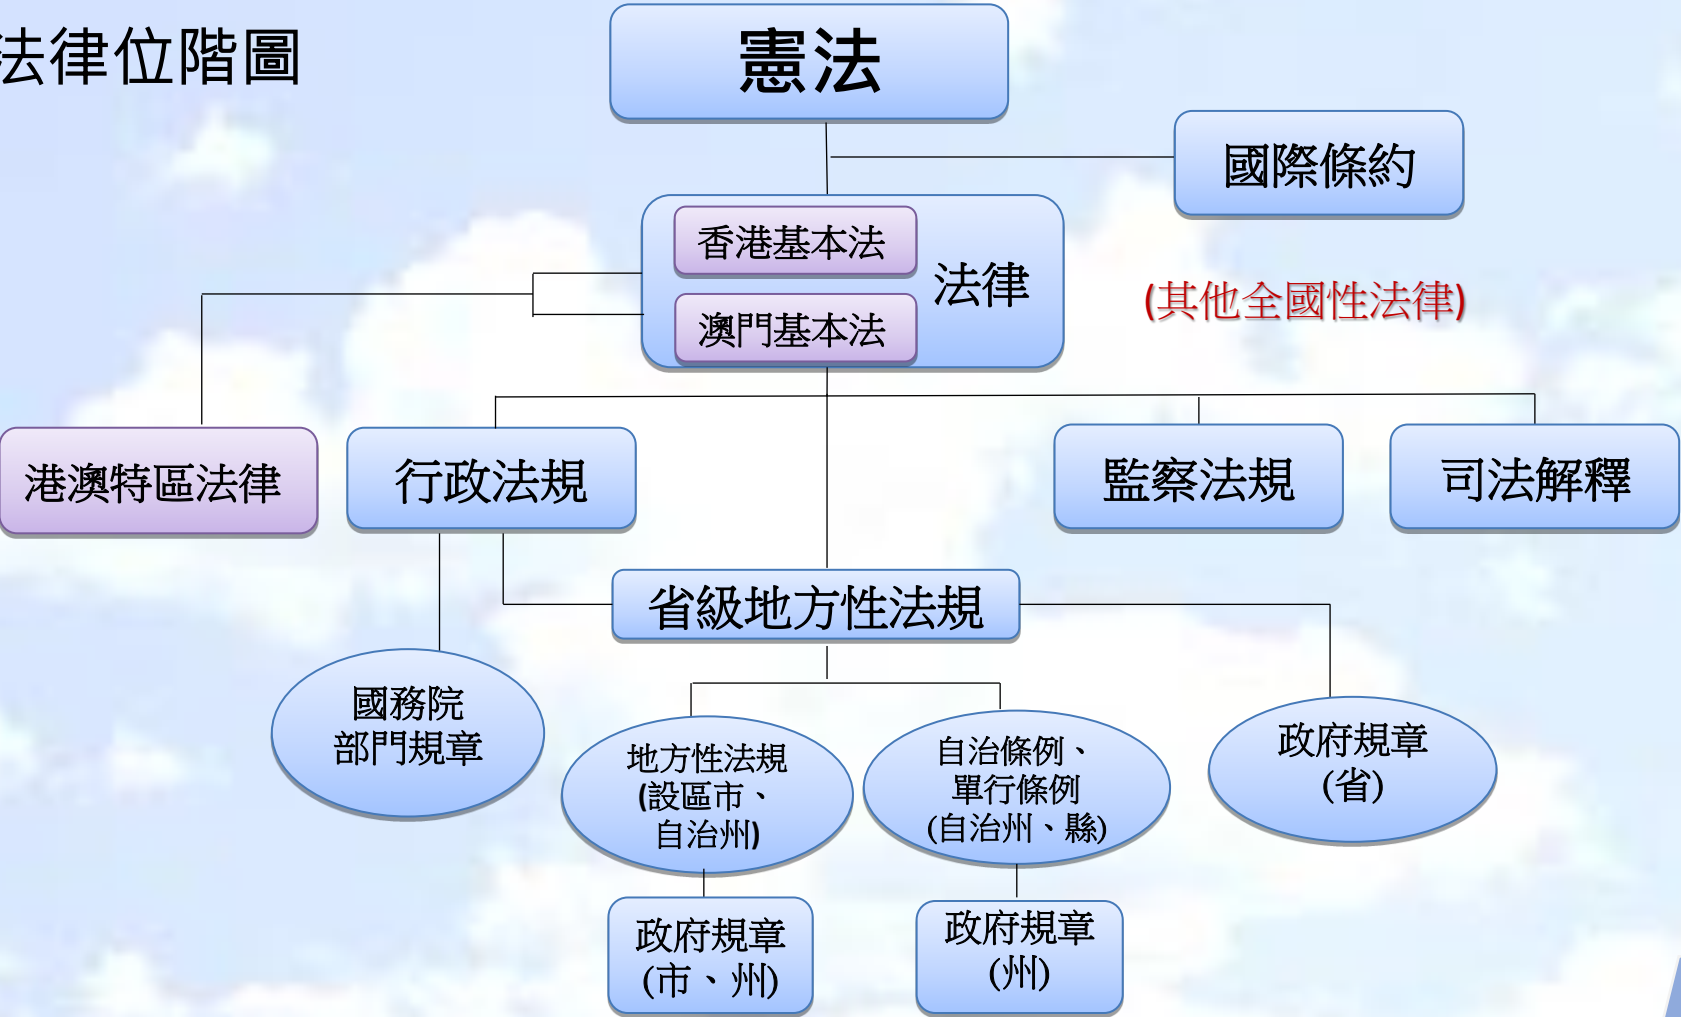 法律位階圖
憲法
國際條約
香港基本法
法律
澳門基本法
(其他全國性法律)
港澳特區法律
行政法規
監察法規
司法解釋
省級地方性法規
國務院
部門規章
地方性法規
(設區市、
自治州)
自治條例、
單行條例
(自治州、縣)
政府規章
(省)
政府規章
(市、州)
政府規章
(州)